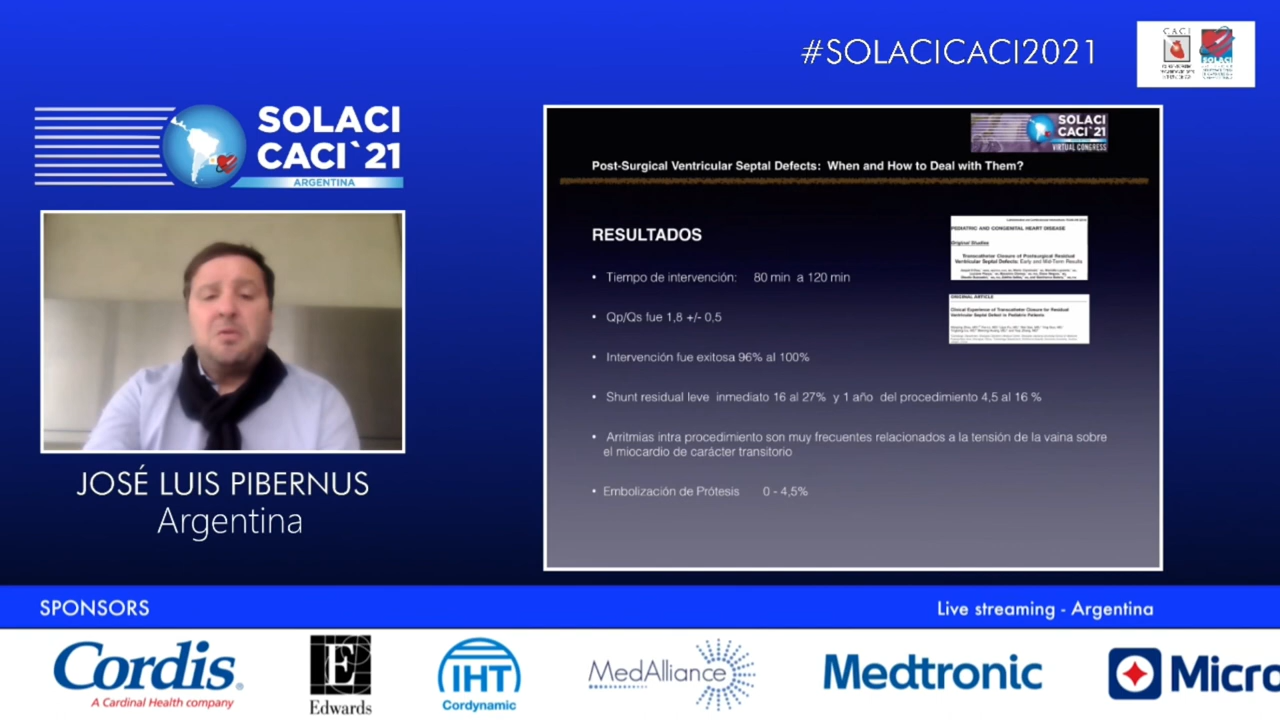 #SOLACICACI2021
CACI
SOLACI
SOLACI
CACI`21
ARGENTINA
JOSÉ LUIS PIBERNUS
Argentina
SOLACI
CACI`21
VIRTUAL CONGRESS
Post-Surgical Ventricular Septal Defects: When and How to Deal with Them?
RESULTADOS
• Tiempo de intervención: 80 min a 120 min
• Qp/Qs fue 1,8 +/- 0,5
• Intervención fue exitosa 96% al 100%
• Shunt residual leve inmediato 16 al 27% y 1 año del procedimiento 4,5 al 16 %
• Arritmias intra procedimiento son muy frecuentes relacionados a la tensión de la vaina sobre
el miocardio de carácter transitorio
• Embolización de Prótesis 0 - 4,5%
PEDIATRIC AND CONGENITAL HEART DISEASE
Original Studies
Transcatheter Closure of Postsurgical Residual
Ventricular Septal Defects: Early and Mid-Term Results
ORIGINAL ARTICLE
Clinical Experience of Transcatheter Closure for Residual
Ventricular Septal Defect in Pediatric Patients
SPONSORS
Live streaming - Argentina
Cordis.
A Cardinal Health company
E
Edwards
IHT
Cordynamic
MedAlliance
Medtronic
Micro